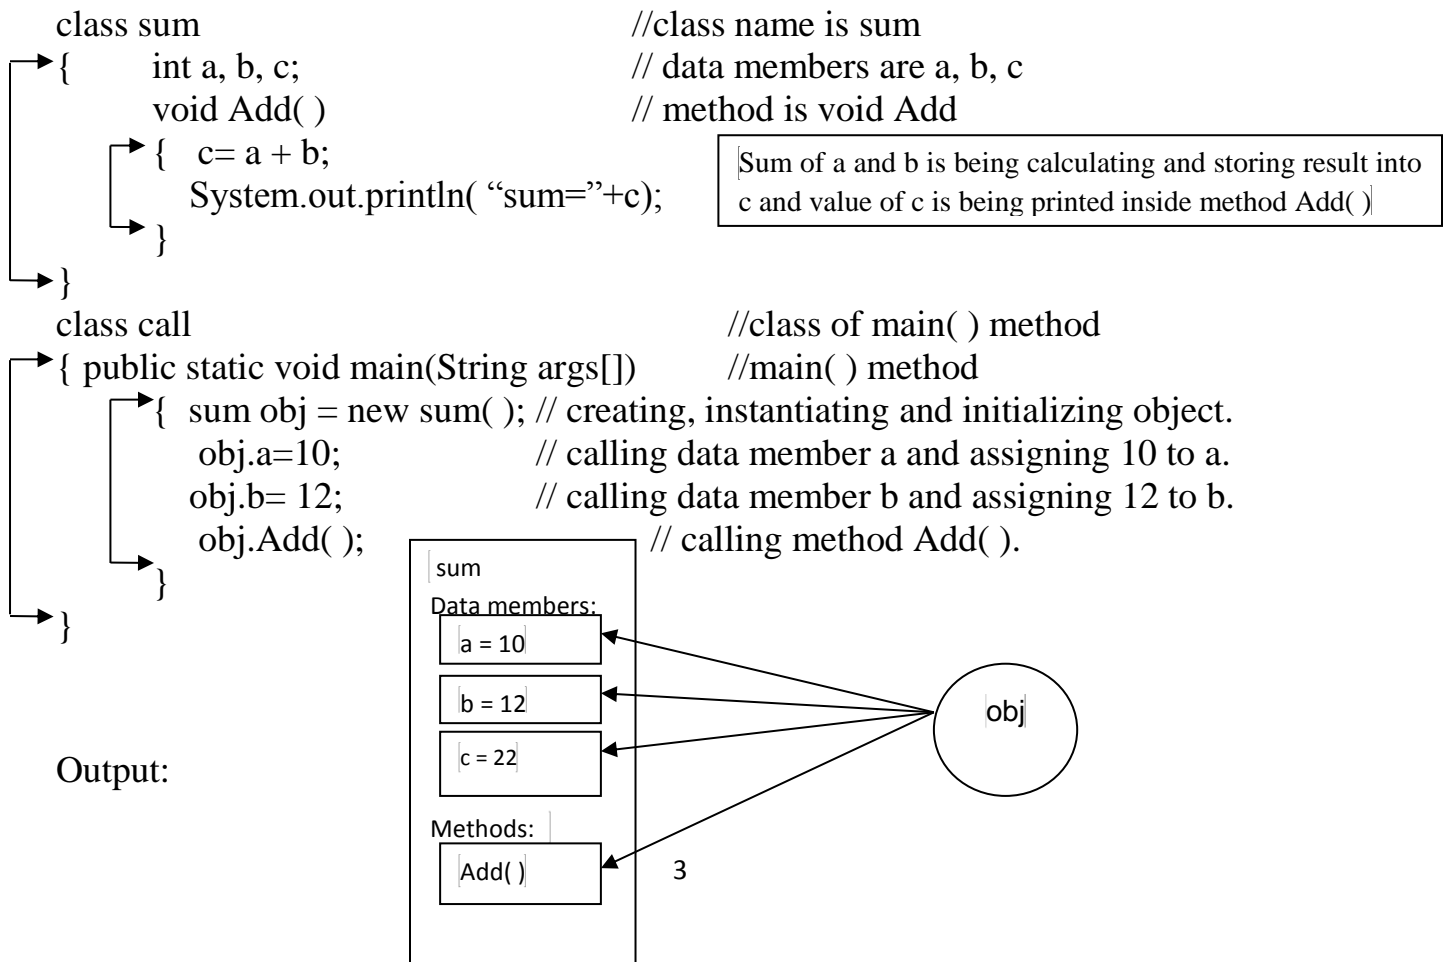 class sum //class name is sum
{ int a, b, c; // data members are a, b, c
void Add( ) // method is void Add
{ c= a + b;
System.out.println( “sum=”+c);
Sum of a and b is being calculating and storing result into
c and value of c is being printed inside method Add( )
}
}
class call //class of main( ) method
{ public static void main(String args[]) //main( ) method
{ sum obj = new sum( ); // creating, instantiating and initializing object.
obj.a=10; // calling data member a and assigning 10 to a.
obj.b= 12; // calling data member b and assigning 12 to b.
obj.Add( ); // calling method Add( ).
}
}
sum
Data members:
a = 10
b = 12
c = 22
Methods:
Add( )
obj
Output:
3